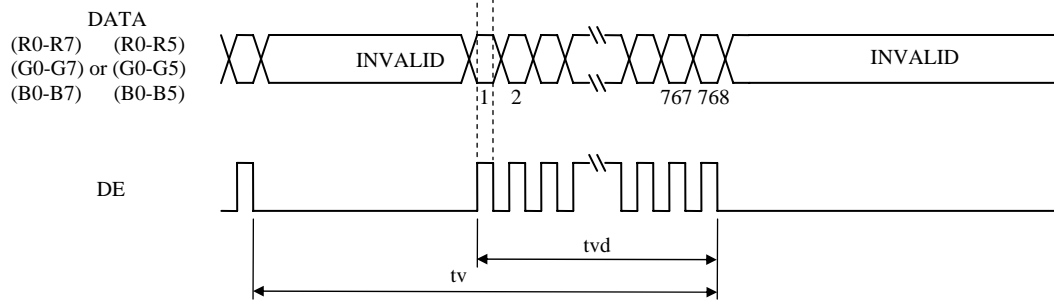 DATA
(R0-R7) (R0-R5)
(G0-G7) or (G0-G5)
(B0-B7) (B0-B5)
INVALID
INVALID
1 2 767 768
DE
tvd
tv